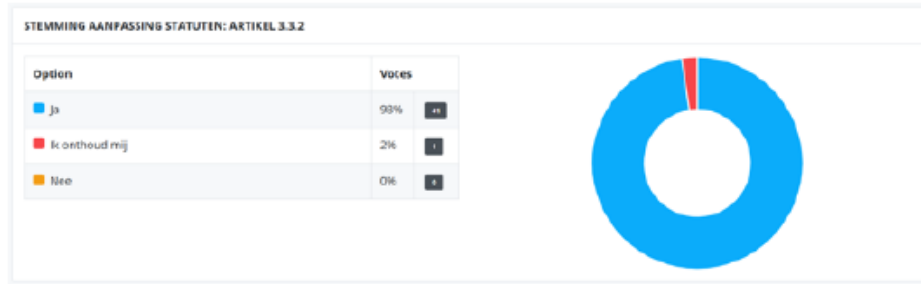 STEMMING AANPASSING STATUTEN: ARTIKEL 3.3.2
Option Votes
Ja 98%
Ik onthoud mij 2% 1
Nee 0% 0